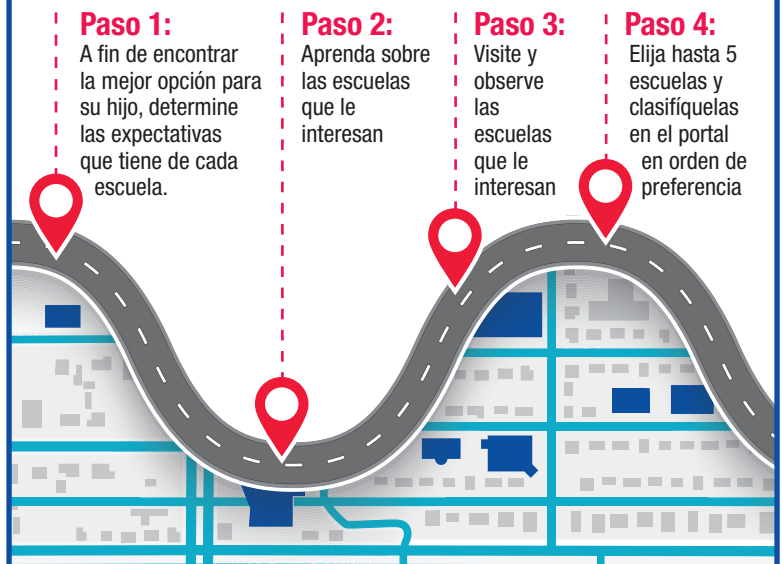 Paso 1:
A fin de encontrar
la mejor opción para
su hijo, determine
las expectativas
que tiene de cada
escuela.
Paso 2:
Aprenda sobre
las escuelas
que le
interesan
Paso 3:
Visite y
observe
las
escuelas
que le
interesan
Paso 4:
Elija hasta 5
escuelas y
clasifíquelas
en el portal
en orden de
preferencia